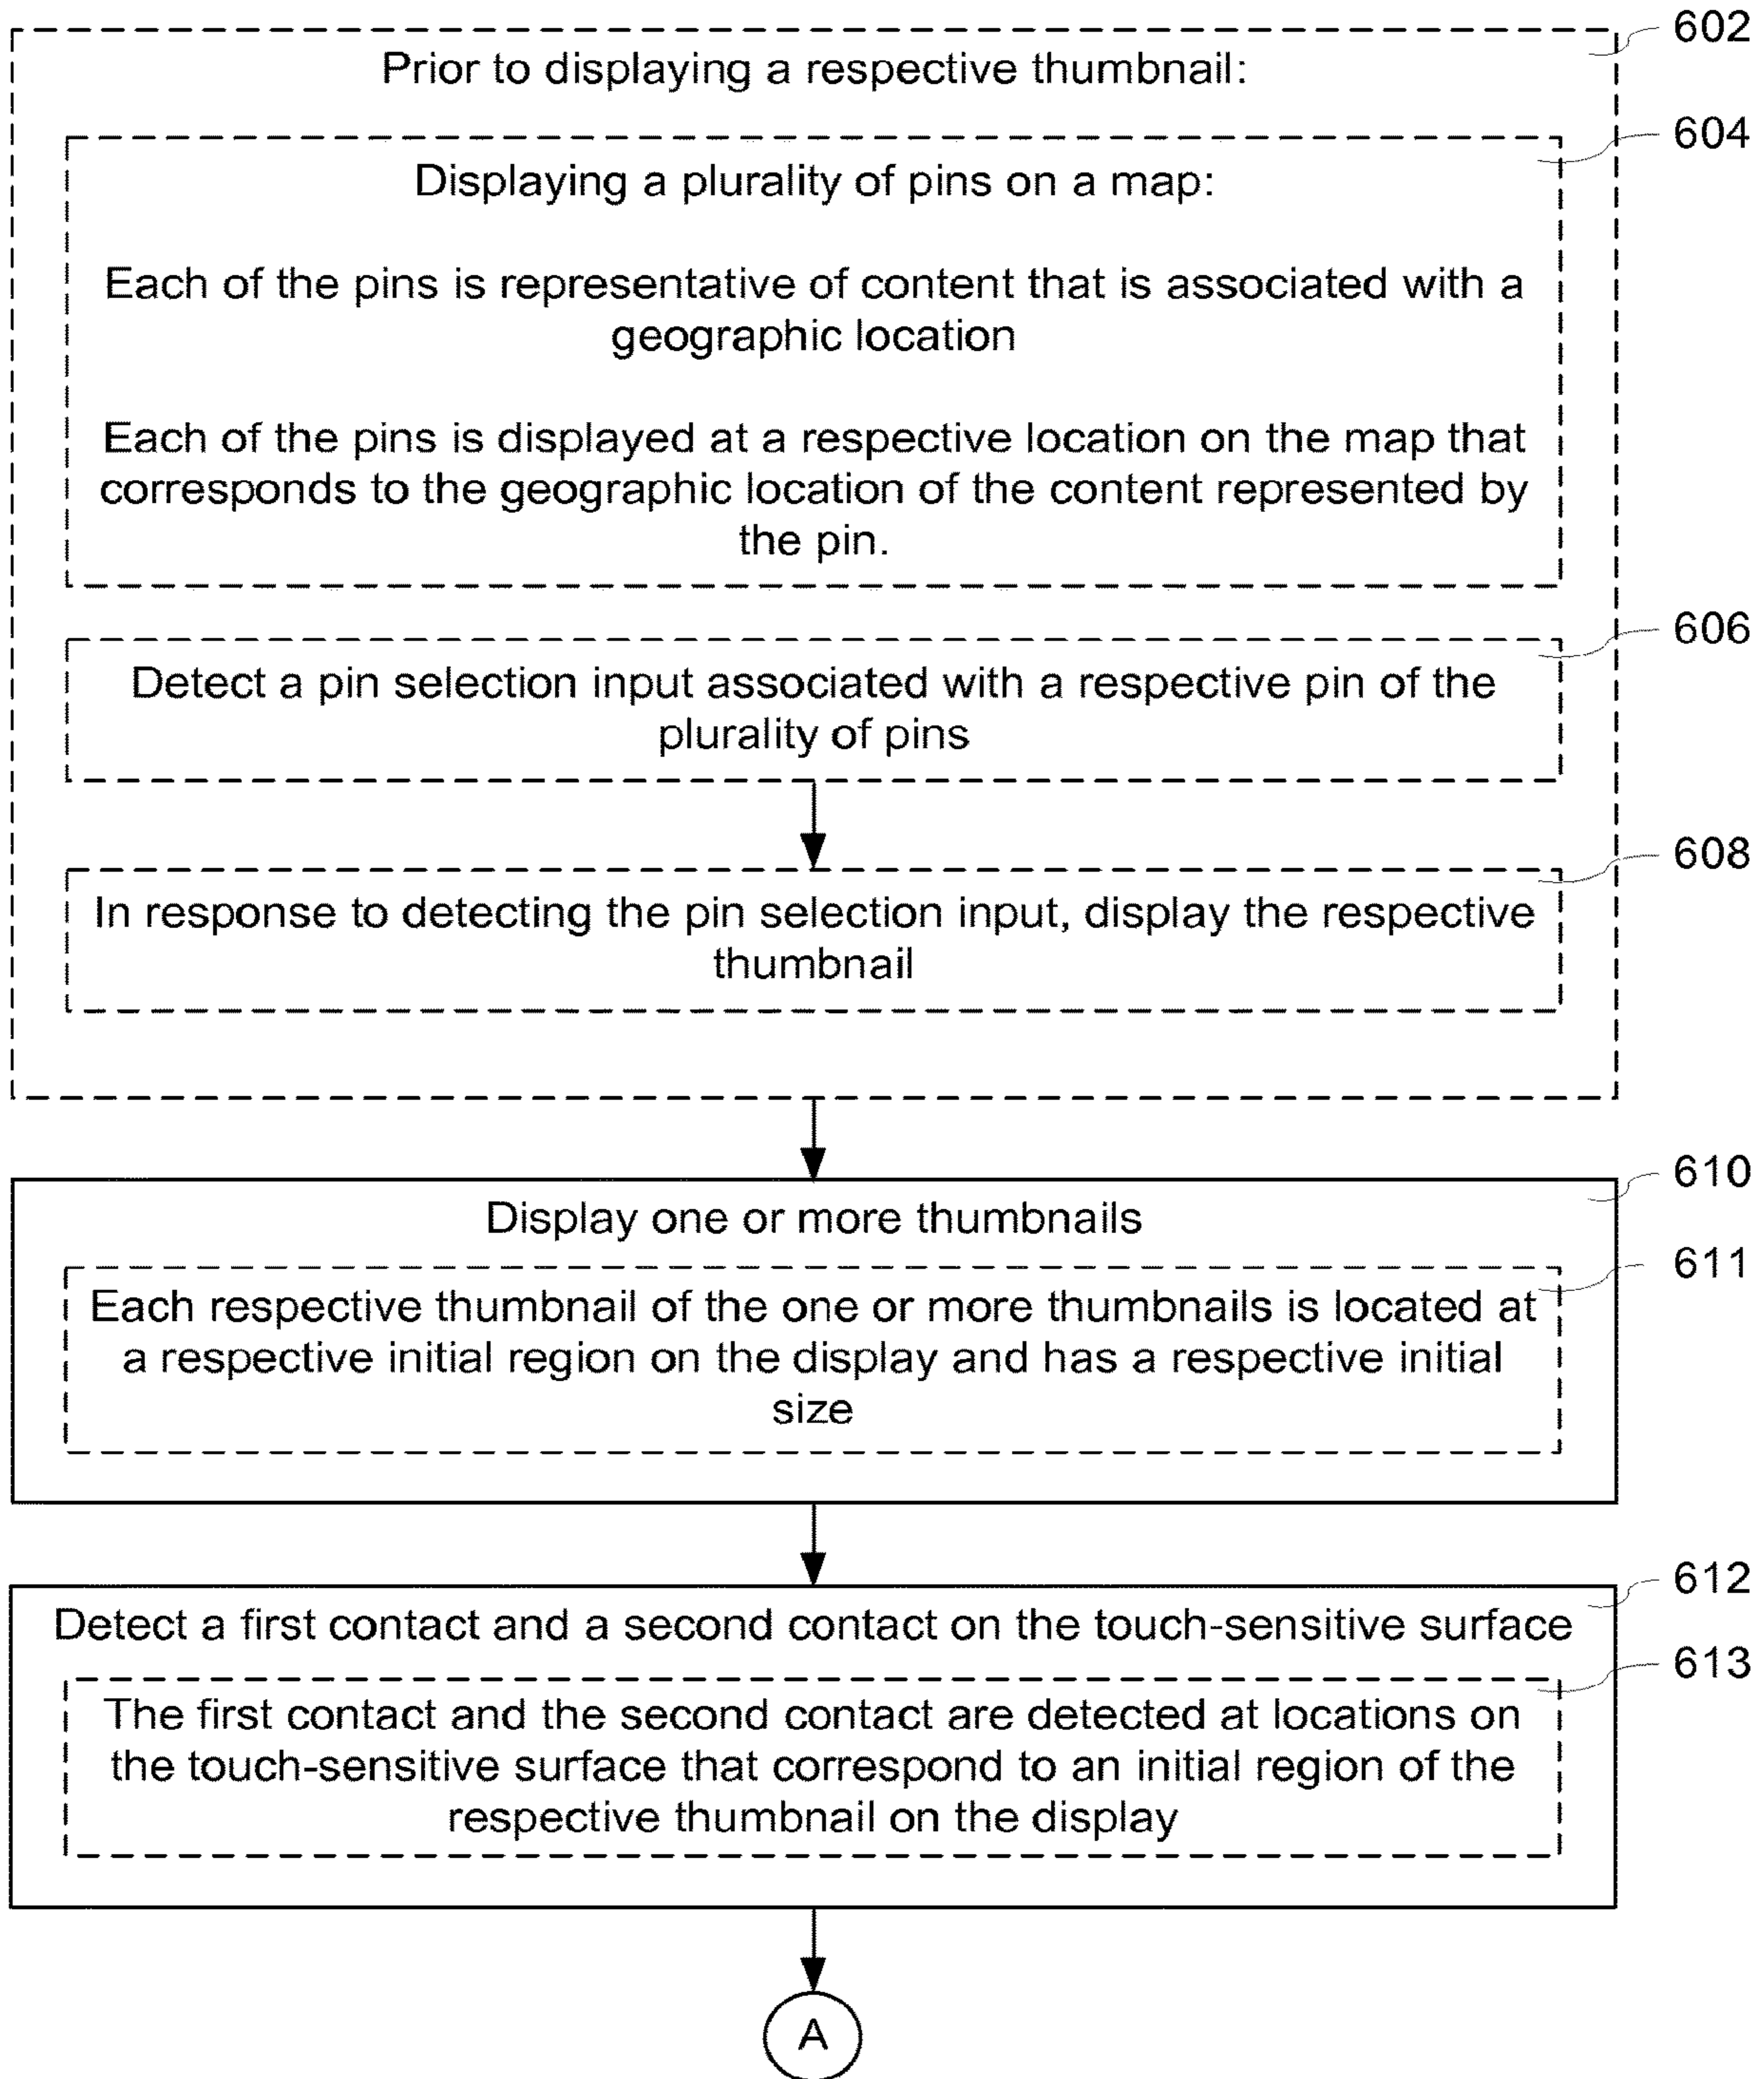 602
Prior to displaying a respective thumbnail:
604
Displaying a plurality of pins on a map:
Each of the pins is representative of content that is associated with a
geographic location
Each of the pins is displayed at a respective location on the map that
corresponds to the geographic location of the content represented by
the pin.
606
Detect a pin selection input associated with a respective pin of the
plurality of pins
608
In response to detecting the pin selection input, display the respective
thumbnail
610
Display one or more thumbnails
611
Each respective thumbnail of the one or more thumbnails is located at
a respective initial region on the display and has a respective initial
size
612
Detect a first contact and a second contact on the touch-sensitive surface
613
The first contact and the second contact are detected at locations on
the touch-sensitive surface that correspond to an initial region of the
respective thumbnail on the display
A